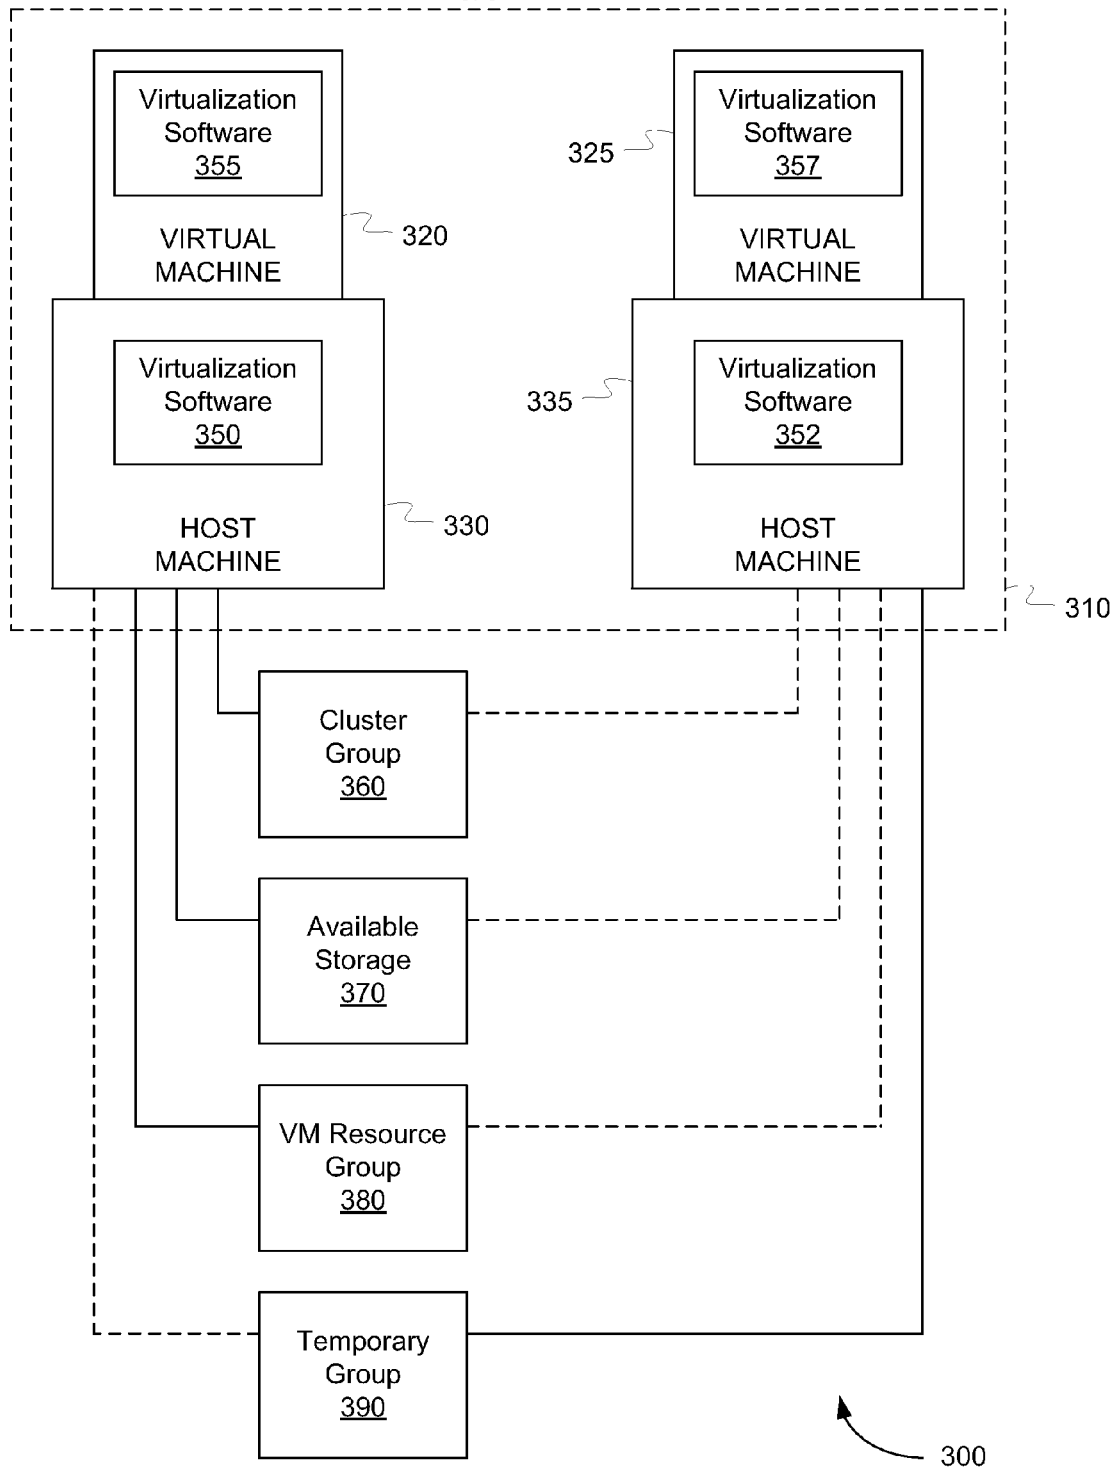 Virtualization
Software
355
VIRTUAL
MACHINE
320
Virtualization
Software
357
325
VIRTUAL
MACHINE
Virtualization
Software
350
HOST
MACHINE
330
Virtualization
Software
352
335
HOST
MACHINE
310
Cluster
Group
360
Available
Storage
370
VM Resource
Group
380
Temporary
Group
390
300